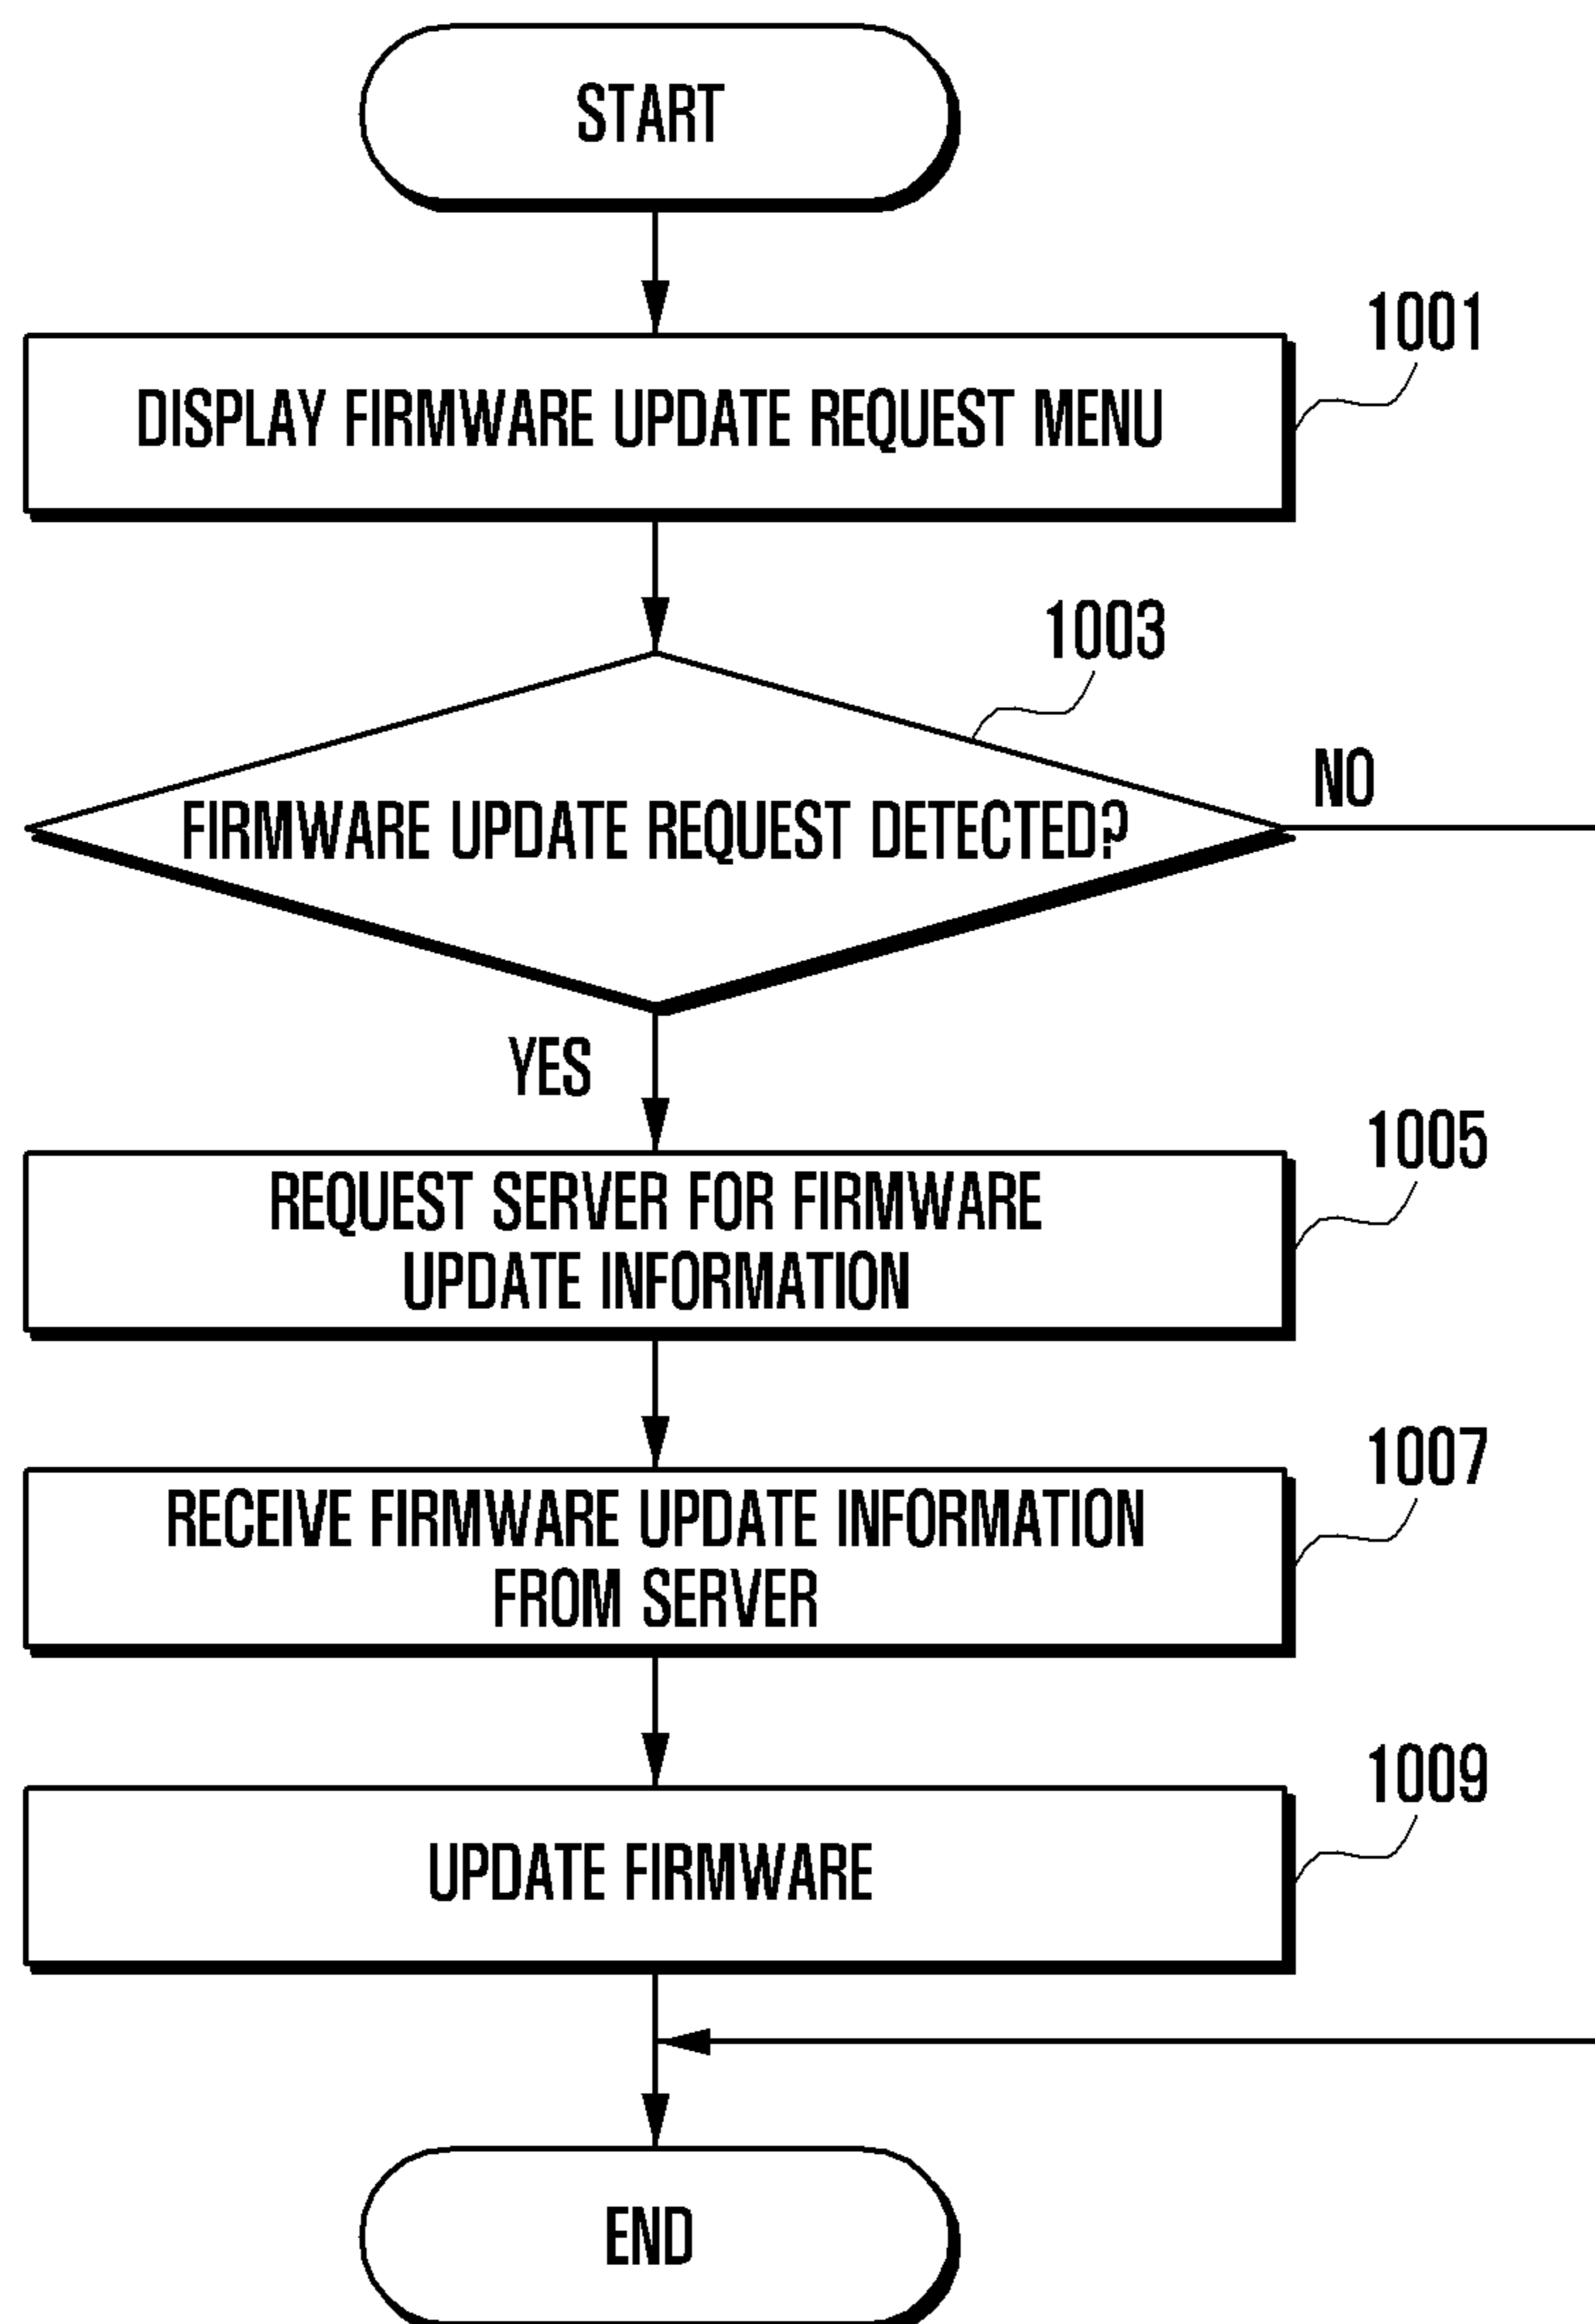 START
1001
DISPLAY FIRMWARE UPDATE REQUEST MENU
1003
NO
FIRMWARE UPDATE REQUEST DETECTED?
YES
1005
REQUEST SERVER FOR FIRMWARE
UPDATE INFORMATION
1007
RECEIVE FIRMWARE UPDATE INFORMATION
FROM SERVER
1009
UPDATE FIRMWARE
END